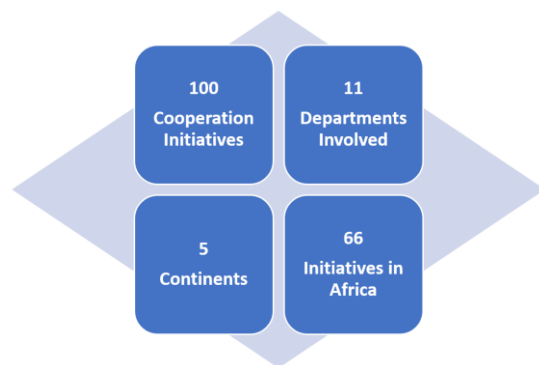 100
Cooperation
Initiatives
11
Departments
Involved
5
Continents
66
Initiatives in
Africa